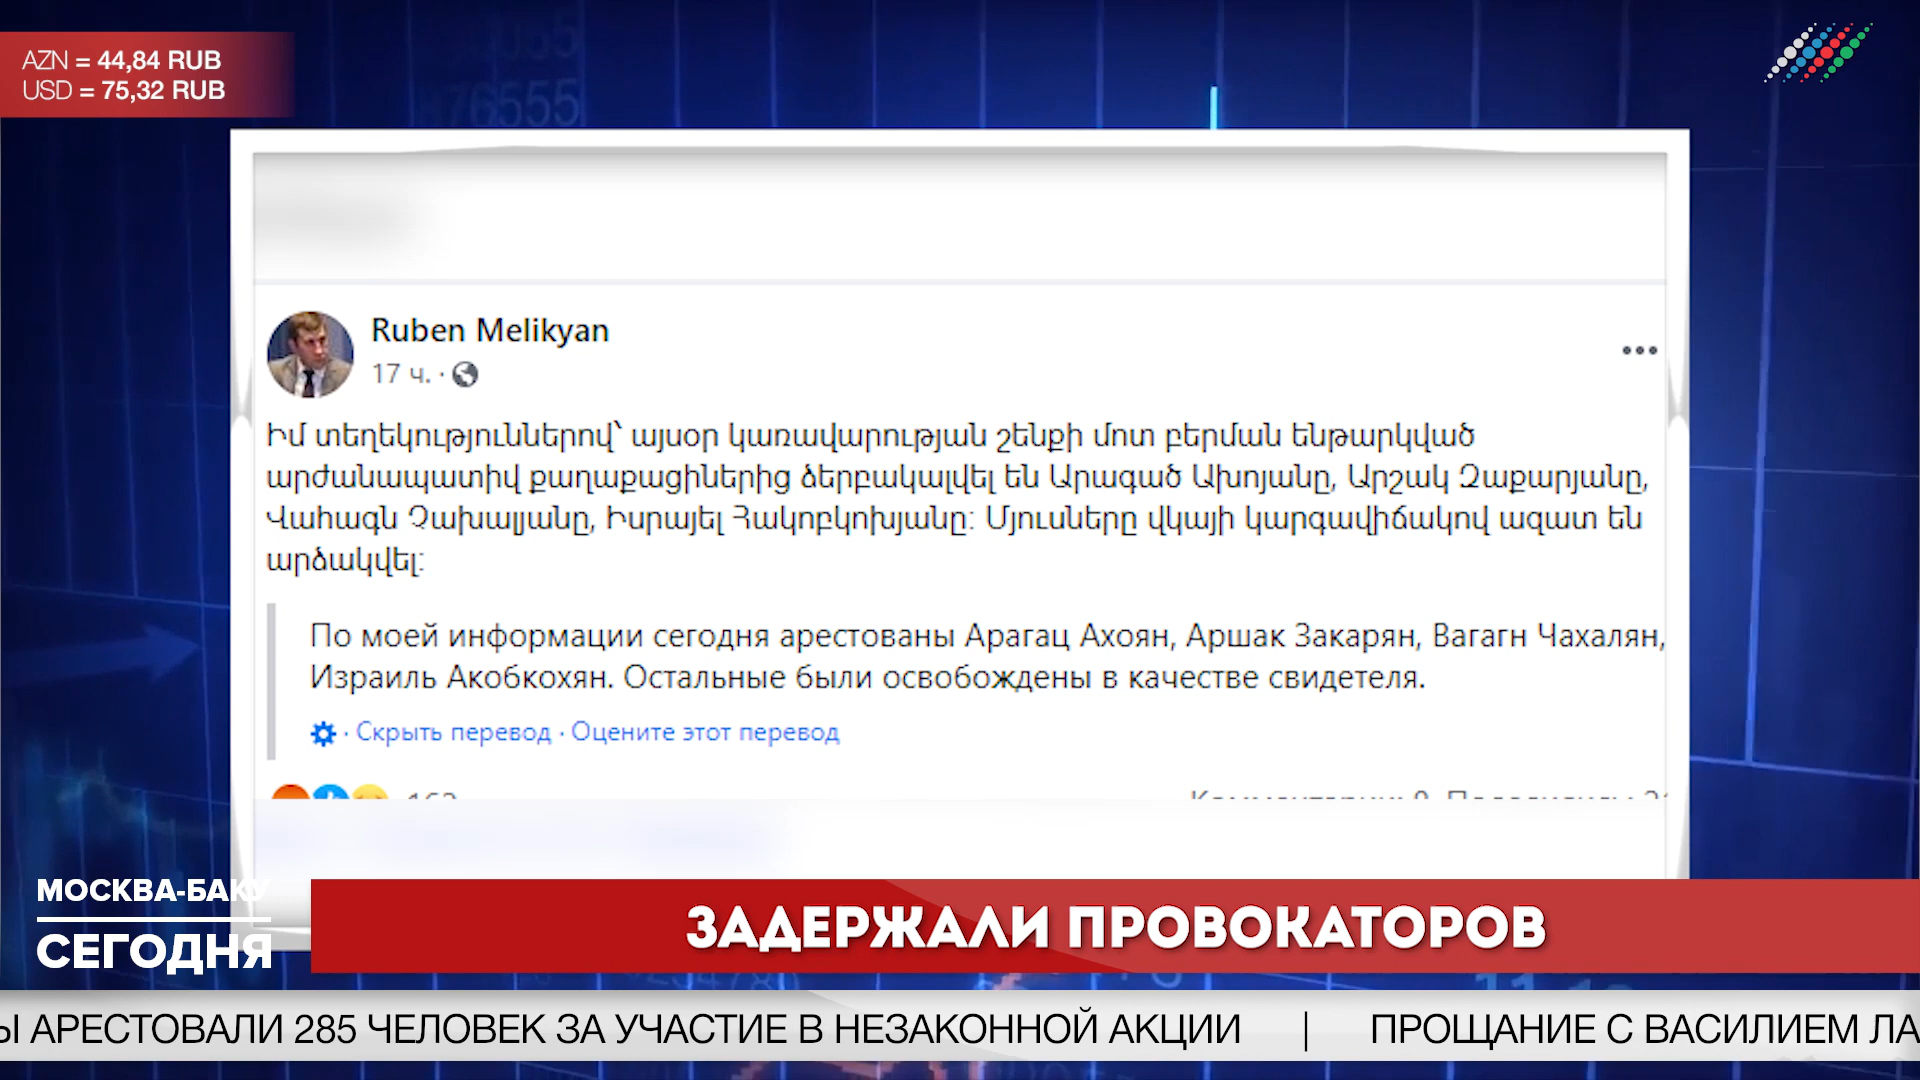 AZN = 44,84 RUB
USD = 75,32 RUB
76555
Ruben Melikyan
17 ч. ·
Իմ տեղեկություններով՝ այսօր կառավարության շենքի մոտ բերման ենթարկված
արժանապատիվ քաղաքացիներից ձերբակալվել են Արագած Ախոյանը, Արշակ Զաքարյանը,
Վահագն Չախալյանը, Իսրայել Հակոբկոխյանը։ Մյուսները վկայի կարգավիճակով ազատ են
արձակվել։
По моей информации сегодня арестованы Арагац Ахоян, Аршак Закарян, Вагагн Чахалян,
Израиль Акобкохян. Остальные были освобождены в качестве свидетеля.
· Скрыть перевод · Оцените этот перевод
МОСКВА-БАКУ
СЕГОДНЯ
ЗАДЕРЖАЛИ ПРОВОКАТОРОВ
Ы АРЕСТОВАЛИ 285 ЧЕЛОВЕК ЗА УЧАСТИЕ В НЕЗАКОННОЙ АКЦИИ | ПРОЩАНИЕ С ВАСИЛИЕМ ЛА